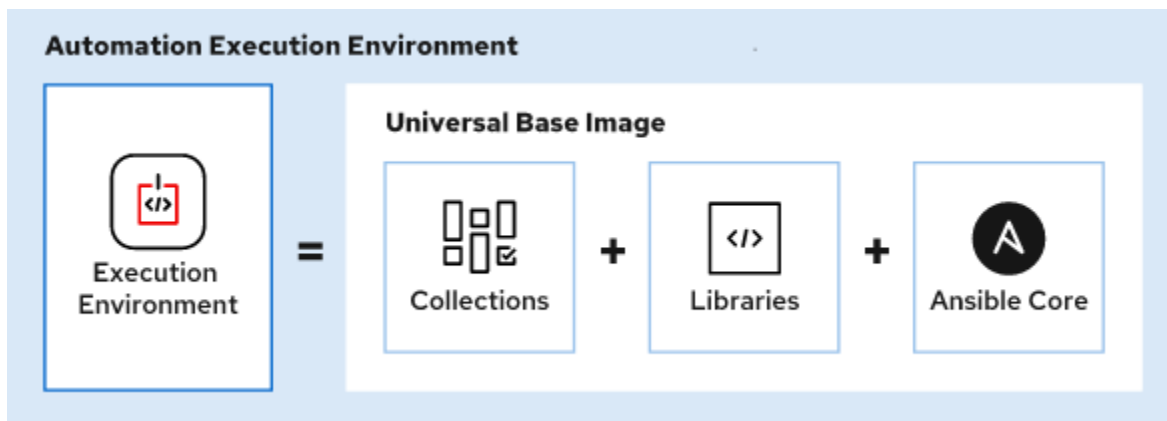 Automation Execution Environment
Universal Base Image
</>
Execution
Environment
=
Collections
+
</>
Libraries
+
Ansible Core